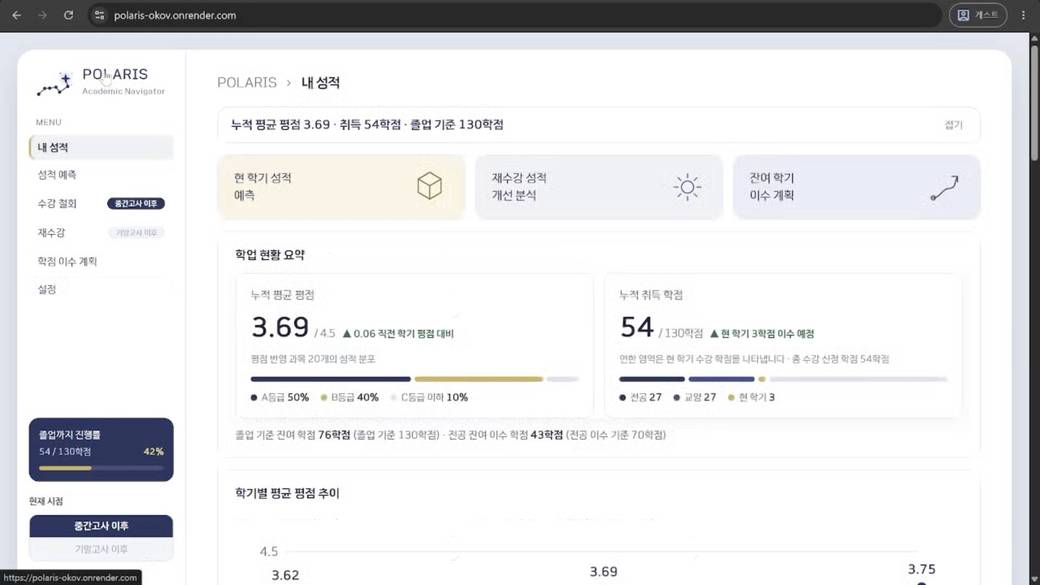 polaris-okov.onrender.com
게스트
POLARIS
Academic Navigator
MENU
내 성적
성적 예측
수강 철회 중간고사 이후
재수강 기말고사 이후
학점 이수 계획
설정
졸업까지 진행률
54 / 130학점 42%
현재 시점
중간고사 이후
기말고사 이후
https://polaris-okov.onrender.com
POLARIS > 내 성적
누적 평균 평점 3.69 · 취득 54학점 · 졸업 기준 130학점 접기
현 학기 성적
예측
재수강 성적
개선 분석
잔여 학기
이수 계획
학업 현황 요약
누적 평균 평점
3.69 / 4.5 ▲ 0.06 직전 학기 평점 대비
평점 반영 과목 20개의 성적 분포
A등급 50% B등급 40% C등급 이하 10%
누적 취득 학점
54 / 130학점 ▲ 현 학기 3학점 이수 예정
연한 영역은 현 학기 수강 학점을 나타냅니다 · 총 수강 신청 학점 54학점
전공 27 교양 27 현 학기 3
졸업 기준 잔여 학점 76학점 (졸업 기준 130학점) · 전공 잔여 이수 학점 43학점 (전공 이수 기준 70학점)
학기별 평균 평점 추이
4.5
3.62 3.69 3.75